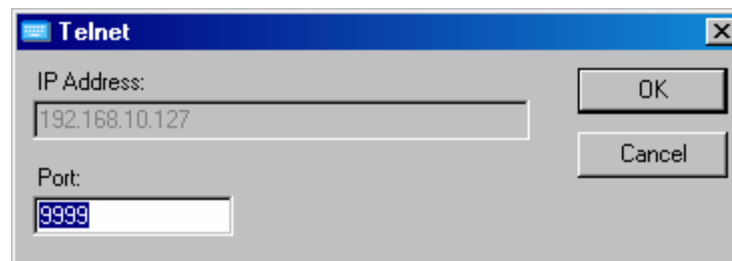 Telnet
IP Address:
OK
192.168.10.127
Cancel
Port:
9999